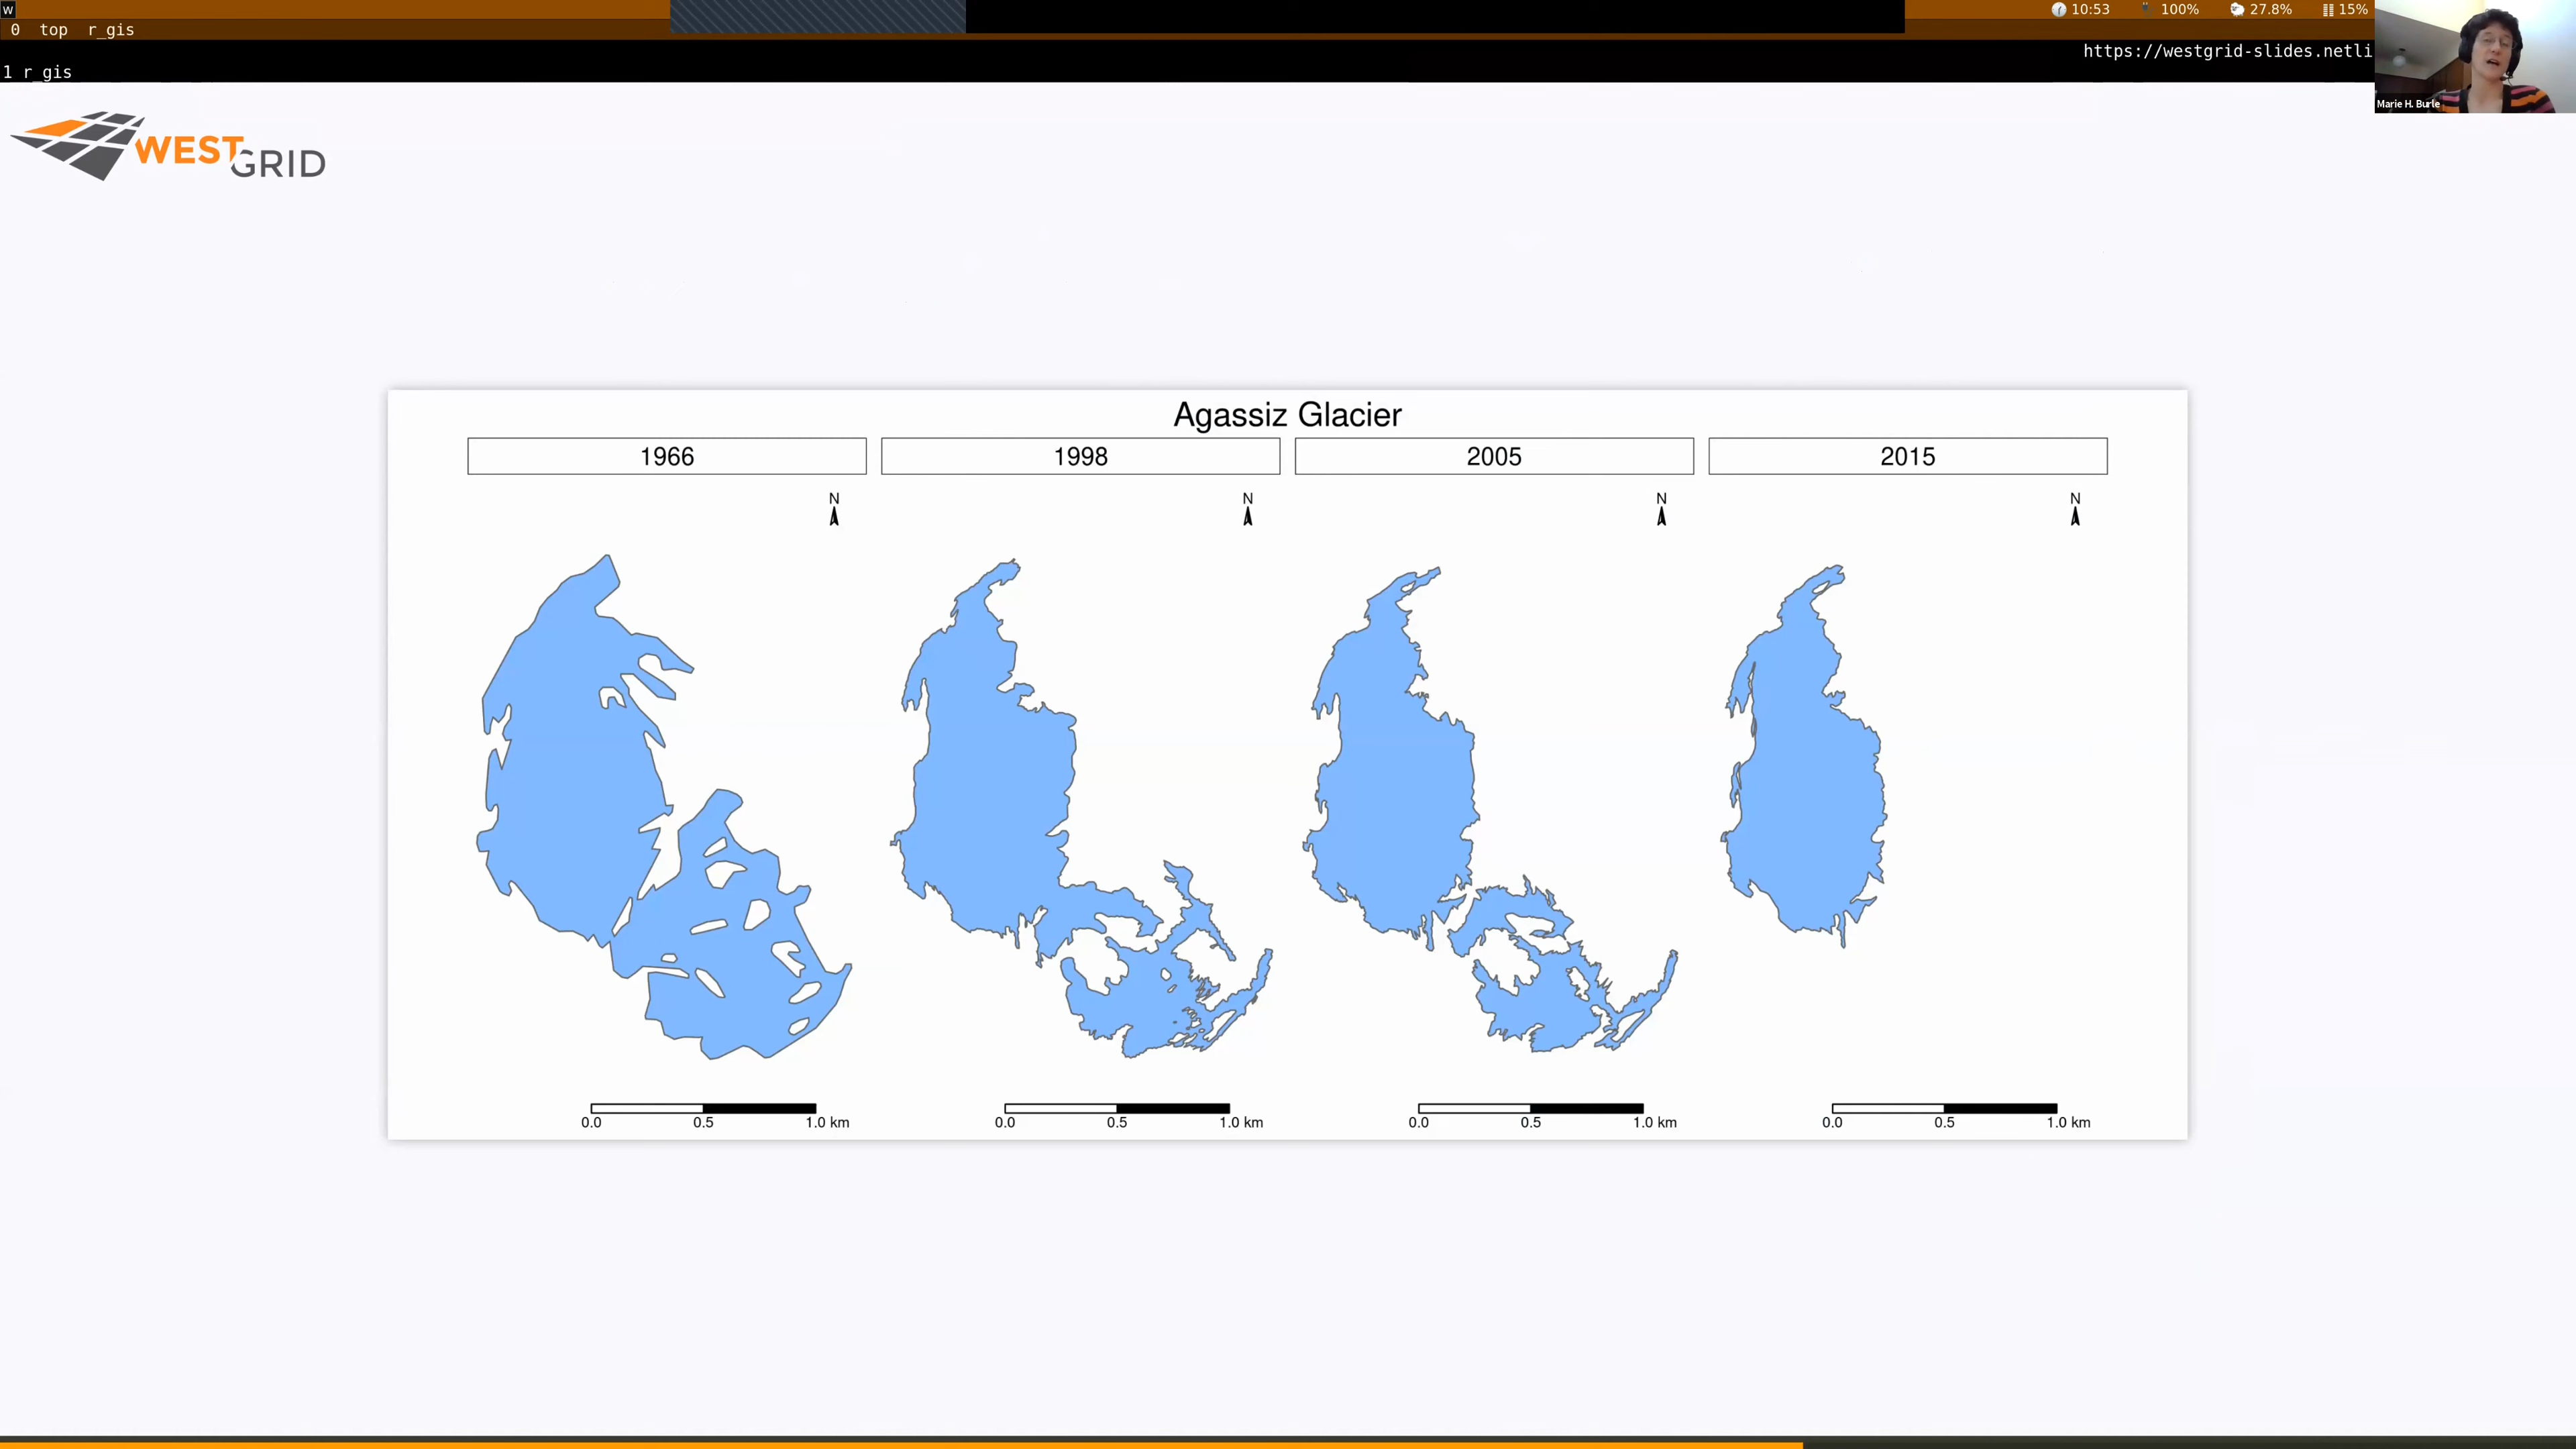 W
10:53 100% 27.8% 15%
0 top r_gis
https://westgrid-slides.netli
1 r_gis
Marie H. Burle
WESTGRID
Agassiz Glacier
1966 1998 2005 2015
N N N N
0.0 0.5 1.0 km 0.0 0.5 1.0 km 0.0 0.5 1.0 km 0.0 0.5 1.0 km